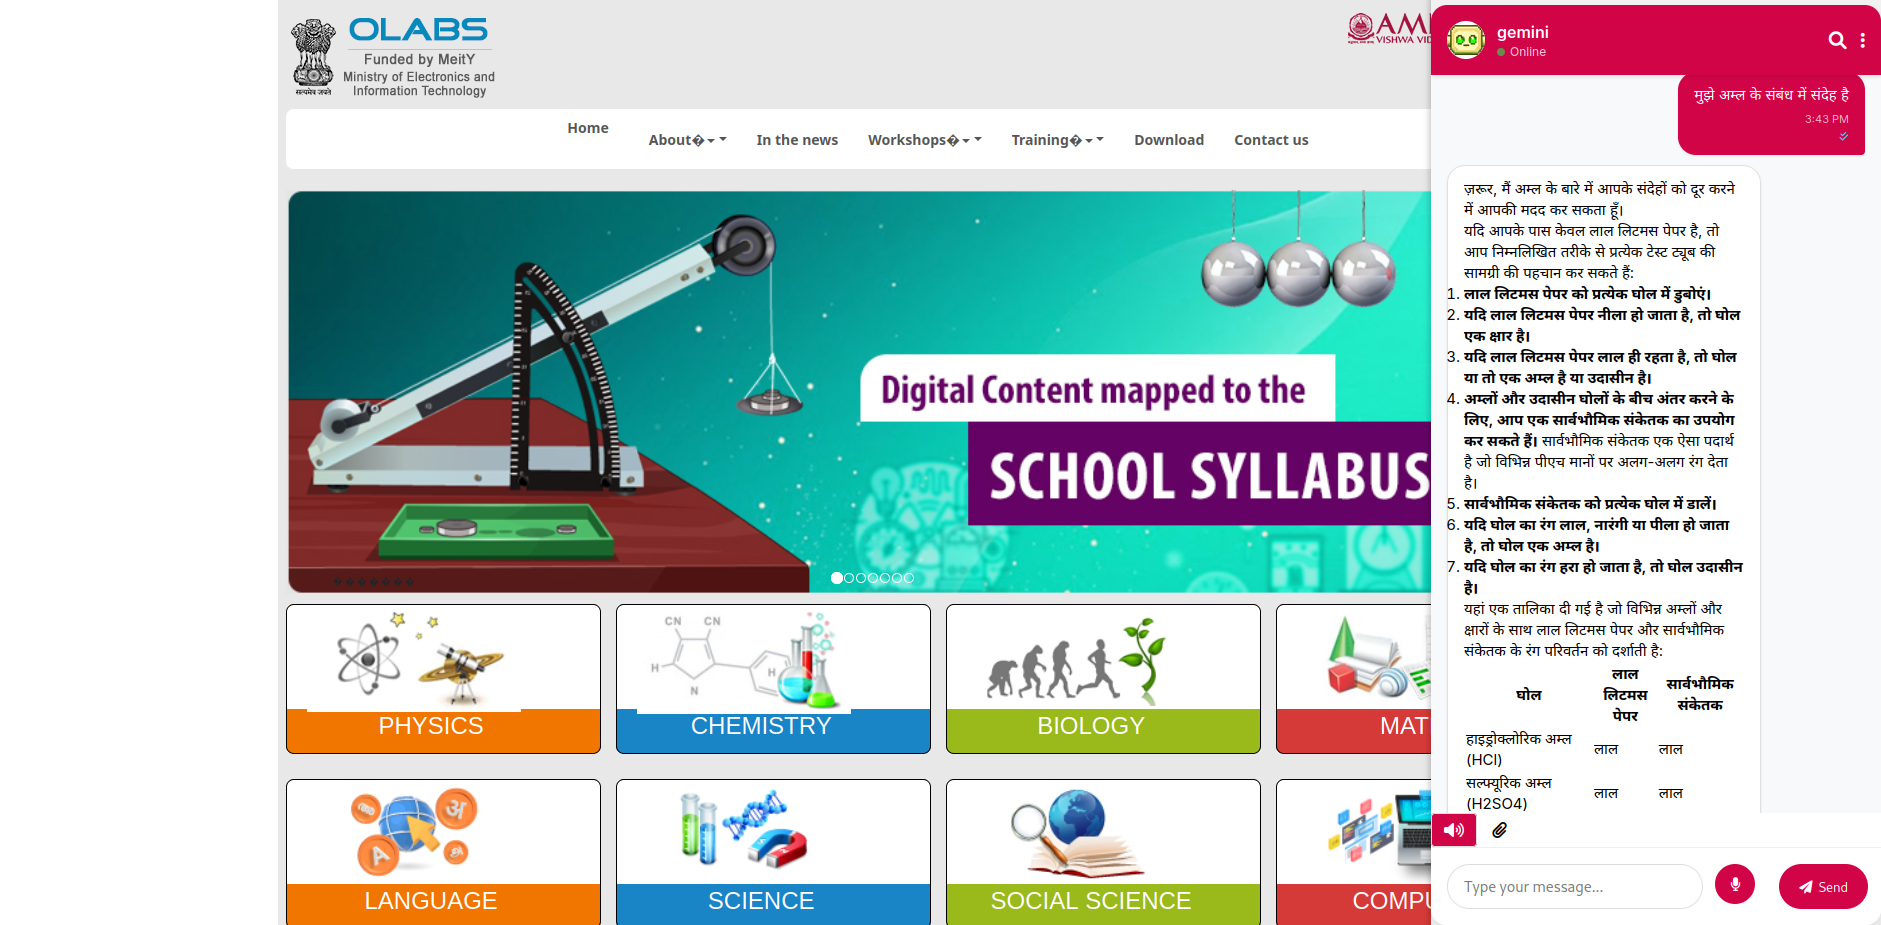 OLABS
Funded by MeitY
Ministry of Electronics and
Information Technology
सत्यमेव जयते
Home
About�
In the news
Workshops�
Training�
Download
Contact us
Digital Content mapped to the
SCHOOL SYLLABUS
�������
CN CN
H
N
H
PHYSICS
CHEMISTRY
BIOLOGY
MAT
अ
A
LANGUAGE
SCIENCE
SOCIAL SCIENCE
COMPU
AM
VISHWA VID
gemini
Online
मुझे अम्ल के संबंध में संदेह है
3:43 PM
ज़रूर, मैं अम्ल के बारे में आपके संदेहों को दूर करने
में आपकी मदद कर सकता हूँ।
यदि आपके पास केवल लाल लिटमस पेपर है, तो
आप निम्नलिखित तरीके से प्रत्येक टेस्ट ट्यूब की
सामग्री की पहचान कर सकते हैं:
1. लाल लिटमस पेपर को प्रत्येक घोल में डुबोएं।
2. यदि लाल लिटमस पेपर नीला हो जाता है, तो घोल
एक क्षार है।
3. यदि लाल लिटमस पेपर लाल ही रहता है, तो घोल
या तो एक अम्ल है या उदासीन है।
4. अम्लों और उदासीन घोलों के बीच अंतर करने के
लिए, आप एक सार्वभौमिक संकेतक का उपयोग
कर सकते हैं। सार्वभौमिक संकेतक एक ऐसा पदार्थ
है जो विभिन्न पीएच मानों पर अलग-अलग रंग देता
है।
5. सार्वभौमिक संकेतक को प्रत्येक घोल में डालें।
6. यदि घोल का रंग लाल, नारंगी या पीला हो जाता
है, तो घोल एक अम्ल है।
7. यदि घोल का रंग हरा हो जाता है, तो घोल उदासीन
है।
यहां एक तालिका दी गई है जो विभिन्न अम्लों और
क्षारों के साथ लाल लिटमस पेपर और सार्वभौमिक
संकेतक के रंग परिवर्तन को दर्शाती है:
घोल लाल लिटमस पेपर सार्वभौमिक संकेतक
हाइड्रोक्लोरिक अम्ल (HCl) लाल लाल
सल्फ्यूरिक अम्ल (H2SO4) लाल लाल
Type your message...
Send